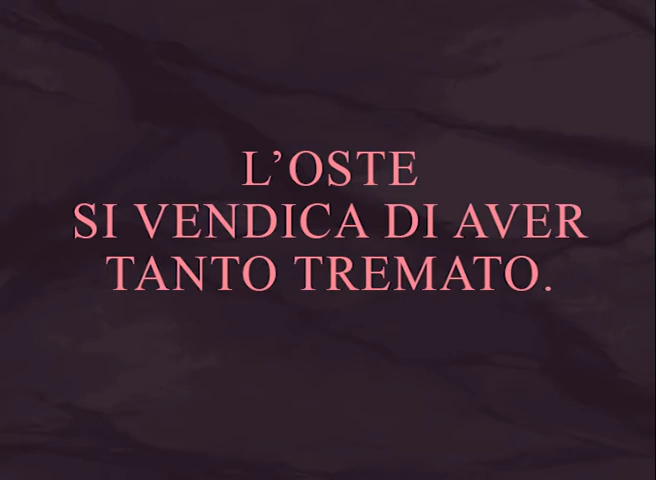 L’OSTE
SI VENDICA DI AVER
TANTO TREMATO.